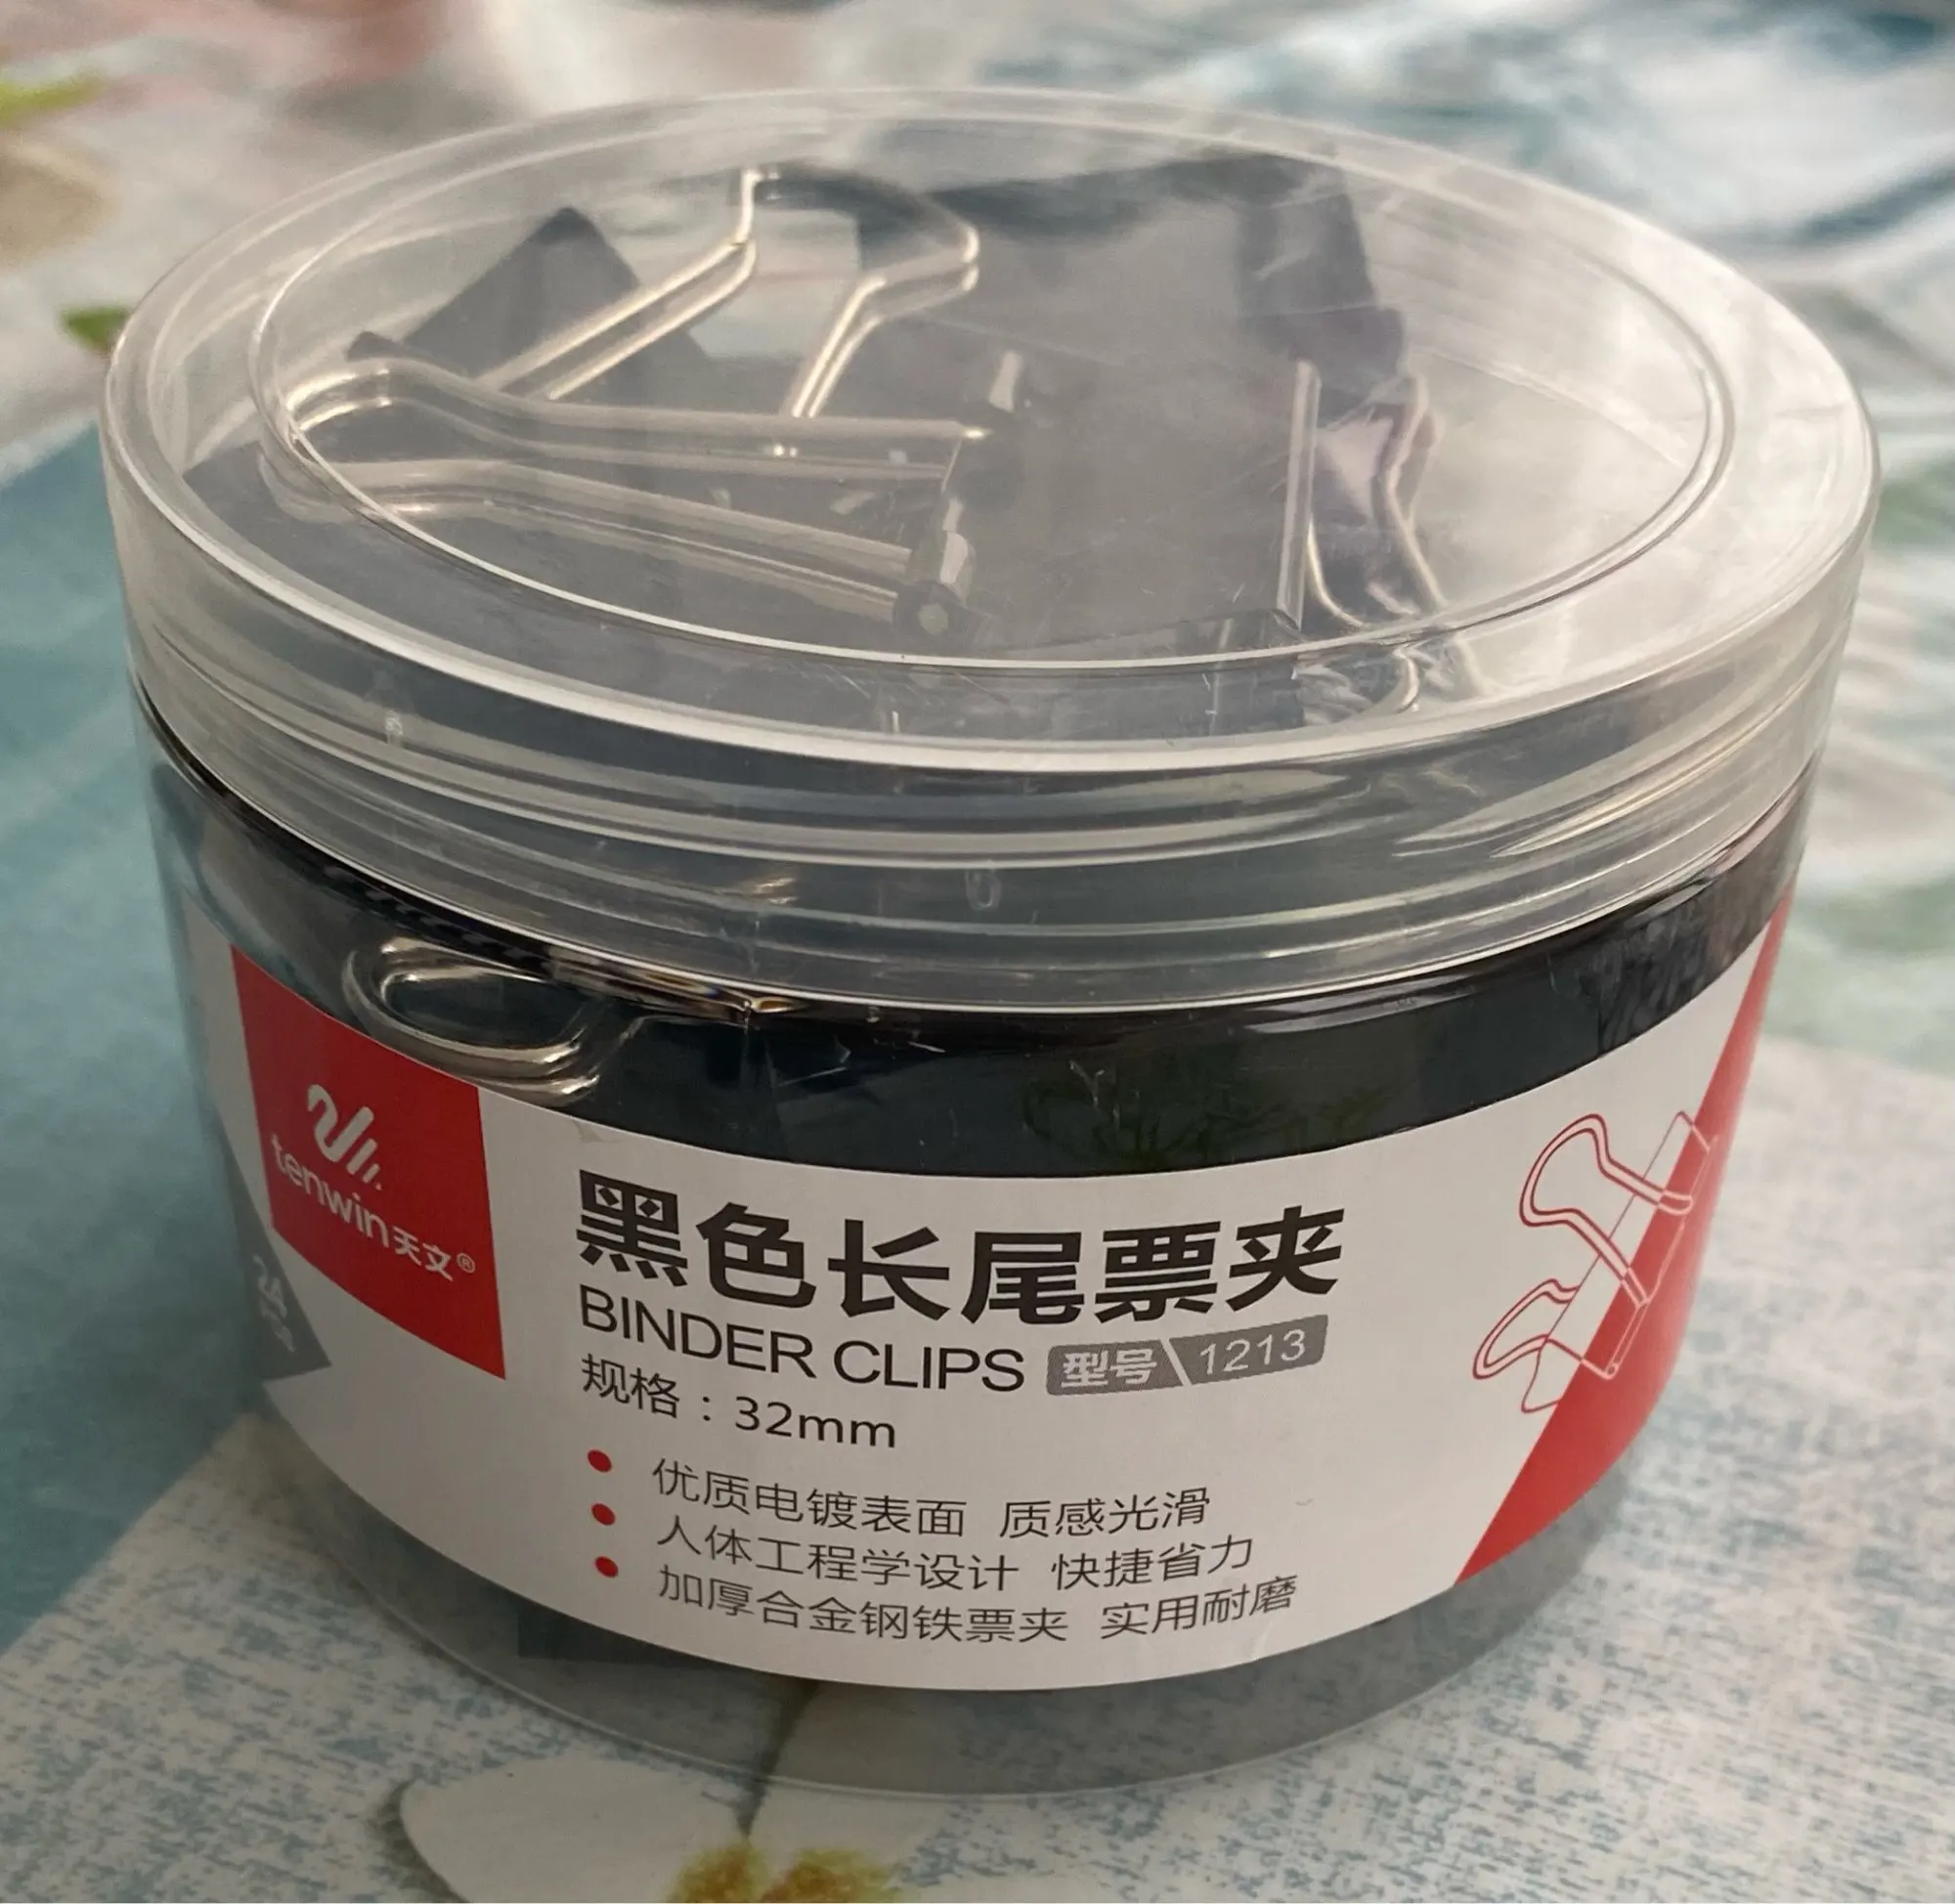 tenwin天文®
24
黑色长尾票夹
BINDER CLIPS 型号 1213
规格：32mm
优质电镀表面 质感光滑
人体工程学设计 快捷省力
加厚合金钢铁票夹 实用耐磨